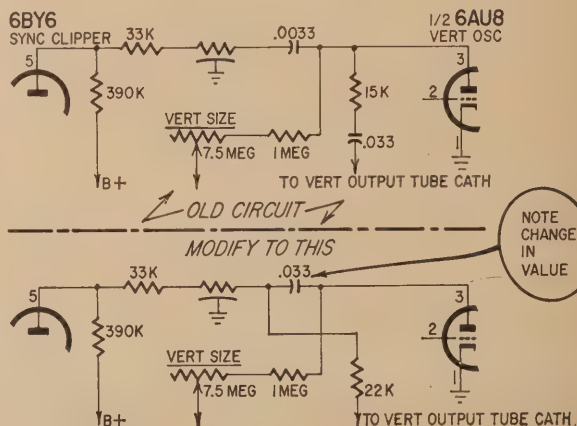 6BY6
SYNC CLIPPER
5
33K
.0033
1/2 6AU8
VERT OSC
3
2
1
390K
15K
VERT SIZE
7.5 MEG
1 MEG
.033
B+
TO VERT OUTPUT TUBE CATH
OLD CIRCUIT
MODIFY TO THIS
NOTE
CHANGE
IN
VALUE
33K
.033
5
3
2
1
390K
VERT SIZE
7.5 MEG
1 MEG
22K
B+
TO VERT OUTPUT TUBE CATH